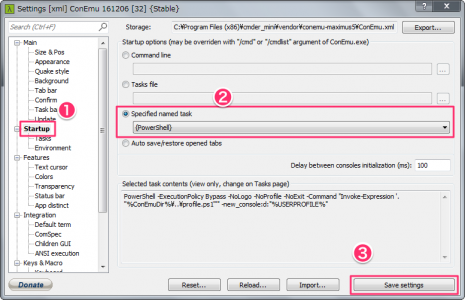 Settings [xml] ConEmu 161206 [32] {Stable}
Search (Ctrl+F)
Storage:
C:¥Program Files (x86)¥cmder_mini¥vendor¥conemu-maximus5¥ConEmu.xml
Export...
Main
Size & Pos
Appearance
Quake style
Background
Tab bar
Confirm
Task ba
Update
Startup
Tasks
Environment
Features
Text cursor
Colors
Transparency
Status bar
App distinct
Integration
Default term
ComSpec
Children GUI
ANSI execution
Keys & Macro
Keyboard
1
Startup options (may be overriden with "/cmd" or "/cmdlist" argument of ConEmu.exe)
Command line
...
Tasks file
2
...
Specified named task
{PowerShell}
Auto save/restore opened tabs
Delay between consoles initialization (ms):
100
Selected task contents (view only, change on Tasks page)
PowerShell -ExecutionPolicy Bypass -NoLogo -NoProfile -NoExit -Command "Invoke-Expression '.
''%ConEmuDir%¥..¥profile.ps1'''" -new_console:d:"%USERPROFILE%"
3
Donate
Reset...
Reload...
Import...
Save settings